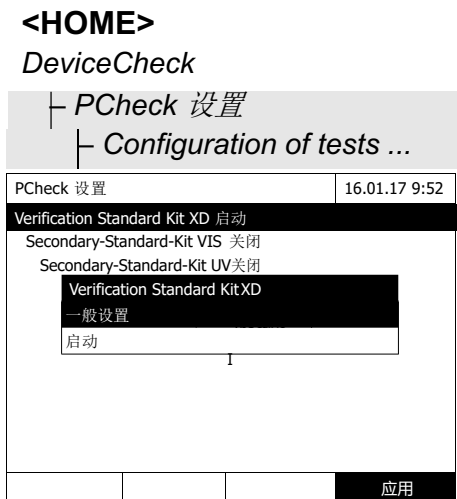 <HOME>
DeviceCheck
– PCheck 设置
– Configuration of tests ...
PCheck 设置 16.01.17 9:52
Verification Standard Kit XD 启动
Secondary-Standard-Kit VIS 关闭
Secondary-Standard-Kit UV关闭
Verification Standard KitXD
一般设置
启动
I
应用